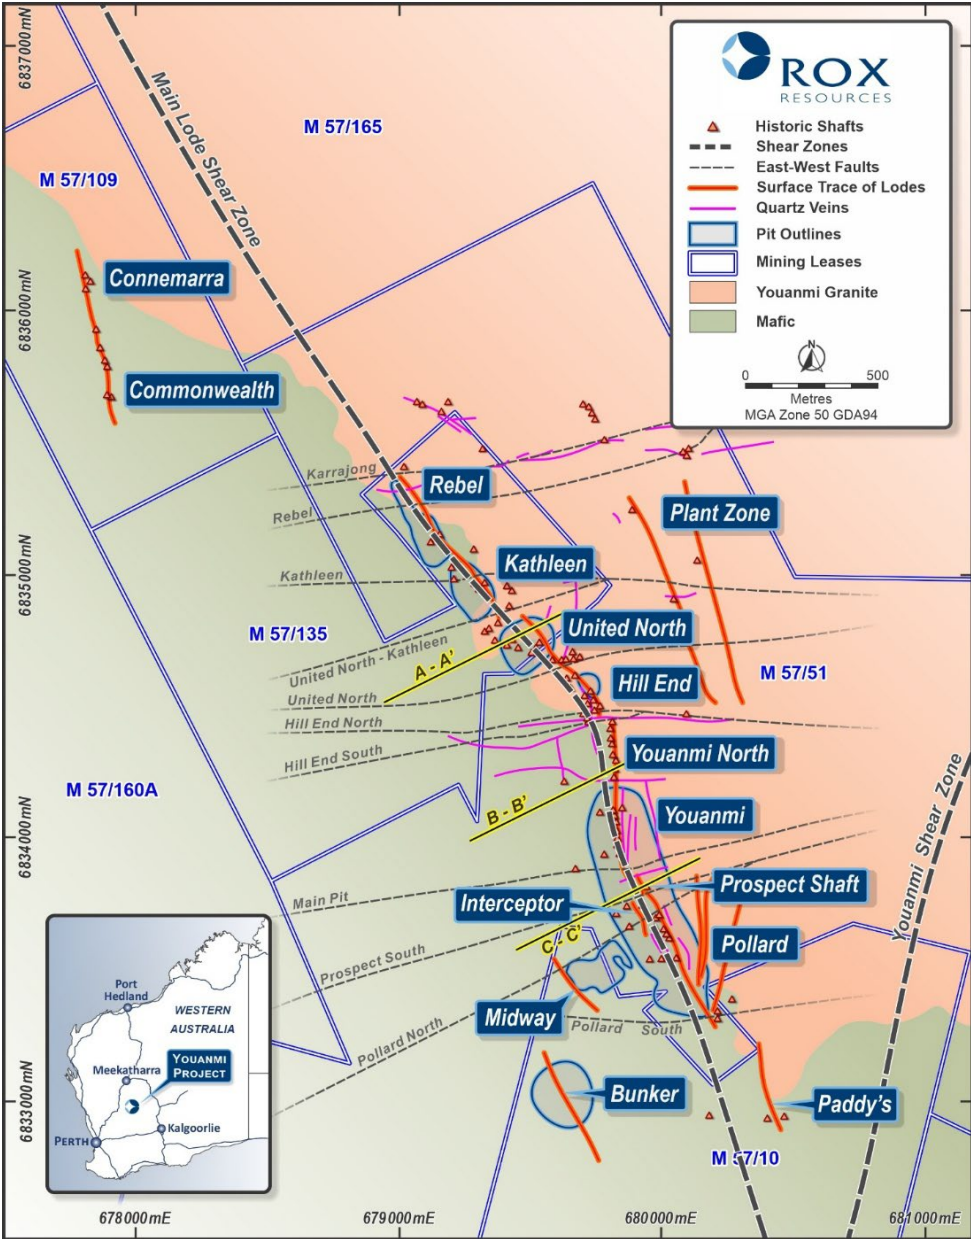 6837000mN
Main Lode Shear Zone
M 57/165
ROX
RESOURCES
Historic Shafts
Shear Zones
East-West Faults
Surface Trace of Lodes
Quartz Veins
Pit Outlines
Mining Leases
Youanmi Granite
Mafic
N
0 500
Metres
MGA Zone 50 GDA94
M 57/109
Connemarra
6836000mN
Commonwealth
Karrajong
Rebel
Rebel
Plant Zone
Kathleen
Kathleen
6835000mN
M 57/135
United North
United North - Kathleen
A - A'
M 57/51
Hill End
United North
Hill End North
Youanmi North
Hill End South
M 57/160A
B - B'
Youanmi
6834000mN
Youanmi Shear Zone
Prospect Shaft
Main Pit
Interceptor
C - C'
Pollard
Prospect South
Midway
Pollard South
Pollard North
Bunker
Paddy's
6833000mN
M 57/10
Port
Hedland
WESTERN
AUSTRALIA
Meekatharra
YOUANMI
PROJECT
Kalgoorlie
PERTH
678000mE
679000mE
680000mE
681000mE